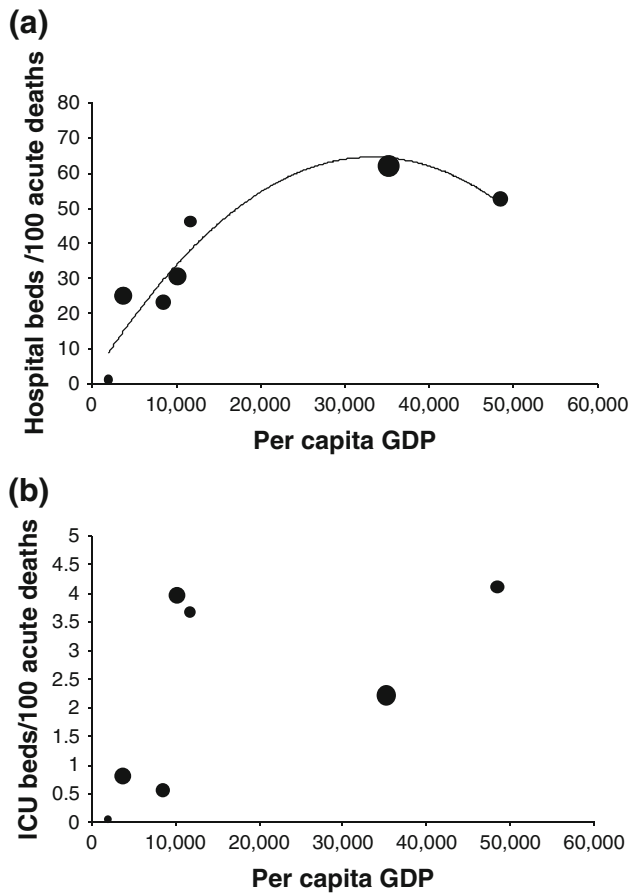 (a)
Hospital beds /100 acute deaths
80
70
60
50
40
30
20
10
0
0 10,000 20,000 30,000 40,000 50,000 60,000
Per capita GDP
(b)
ICU beds/100 acute deaths
5
4.5
4
3.5
3
2.5
2
1.5
1
0.5
0
0 10,000 20,000 30,000 40,000 50,000 60,000
Per capita GDP